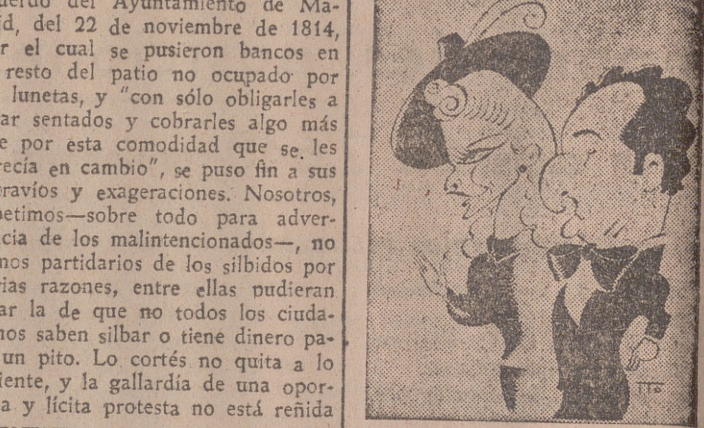 uerdo del Ayuntamiento de Ma-
id, del 22 de noviembre de 1814,
r el cual se pusieron bancos en
resto del patio no ocupado por
lunetas, y "con sólo obligarles a
ar sentados y cobrarles algo más
e por esta comodidad que se les
recía en cambio", se puso fin a sus
ravíos y exageraciones. Nosotros,
petimos—sobre todo para adver-
cia de los malintencionados—, no
mos partidarios de los silbidos por
rias razones, entre ellas pudieran
ar la de que no todos los ciuda-
nos saben silbar o tiene dinero pa-
un pito. Lo cortés no quita a lo
iente, y la gallardía de una opor-
a y lícita protesta no está reñida